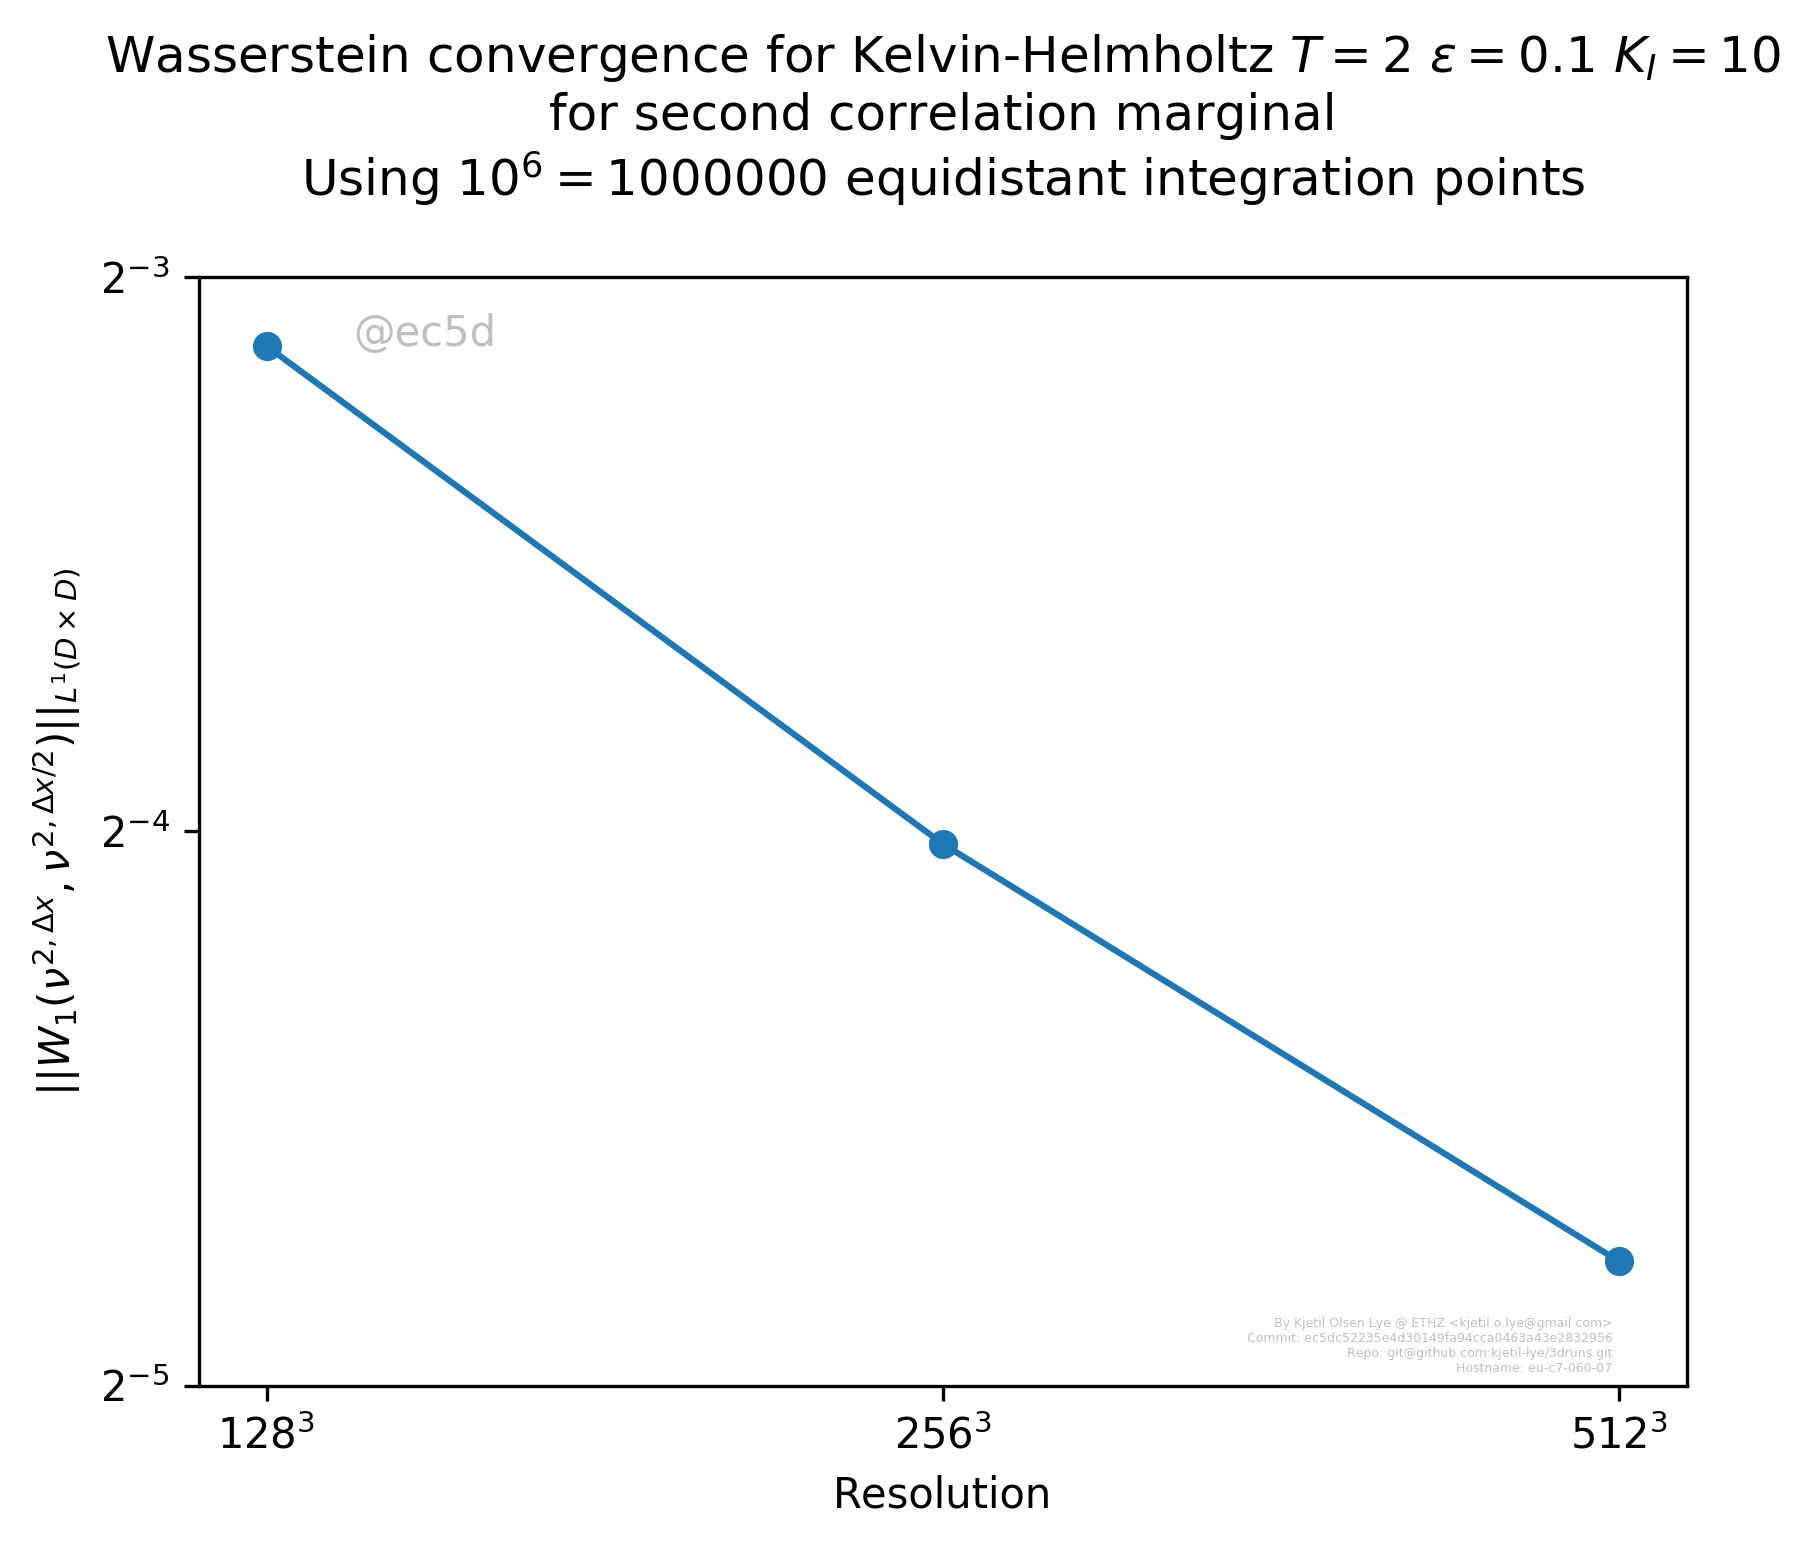 Wasserstein convergence for Kelvin-Helmholtz T = 2 ε = 0.1 K_I = 10
for second correlation marginal
Using 10^6 = 1000000 equidistant integration points
2^−3
@ec5d
||W_1(ν^{2,Δx}, ν^{2,Δx/2})||_{L^1(D×D)}
2^−4
By Kjetil Olsen Lye @ ETHZ <kjetil.o.lye@gmail.com>
Commit: ec5dc52235e4d30149fa94cca0463a43e2832956
Repo: git@github.com:kjetil-lye/3druns.git
Hostname: eu-c7-060-07
2^−5
128^3 256^3 512^3
Resolution